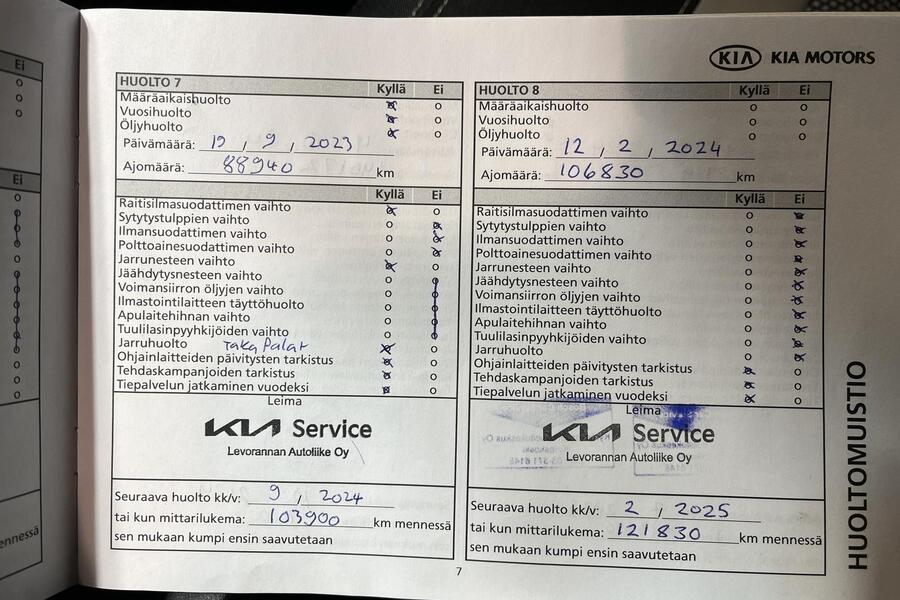 KIA KIA MOTORS
HUOLTO 7
Kyllä Ei
Määräaikaishuolto
Vuosihuolto
Öljyhuolto
Päivämäärä: 19 / 9 / 2023
Ajomäärä: 88940 km
Kyllä Ei
Raitisilmasuodattimen vaihto
Sytytystulppien vaihto
Ilmansuodattimen vaihto
Polttoainesuodattimen vaihto
Jarrunesteen vaihto
Jäähdytysnesteen vaihto
Voimansiirron öljyjen vaihto
Ilmastointilaitteen täyttöhuolto
Apulaitehihnan vaihto
Tuulilasinpyyhkijöiden vaihto
Jarruhuolto Taka Palat
Ohjainlaitteiden päivitysten tarkistus
Tehdaskampanjoiden tarkistus
Tiepalvelun jatkaminen vuodeksi
Leima
KIA Service
Levorannan Autoliike Oy
Seuraava huolto kk/v: 9 / 2024
tai kun mittarilukema: 103900 km mennessä
sen mukaan kumpi ensin saavutetaan
7
HUOLTO 8
Kyllä Ei
Määräaikaishuolto
Vuosihuolto
Öljyhuolto
Päivämäärä: 12 / 2 / 2024
Ajomäärä: 106830 km
Kyllä Ei
Raitisilmasuodattimen vaihto
Sytytystulppien vaihto
Ilmansuodattimen vaihto
Polttoainesuodattimen vaihto
Jarrunesteen vaihto
Jäähdytysnesteen vaihto
Voimansiirron öljyjen vaihto
Ilmastointilaitteen täyttöhuolto
Apulaitehihnan vaihto
Tuulilasinpyyhkijöiden vaihto
Jarruhuolto
Ohjainlaitteiden päivitysten tarkistus
Tehdaskampanjoiden tarkistus
Tiepalvelun jatkaminen vuodeksi
Leima
KIA Service
Levorannan Autoliike Oy
Seuraava huolto kk/v: 2 / 2025
tai kun mittarilukema: 121830 km mennessä
sen mukaan kumpi ensin saavutetaan
HUOLTOMUISTIO
Ei
Ei